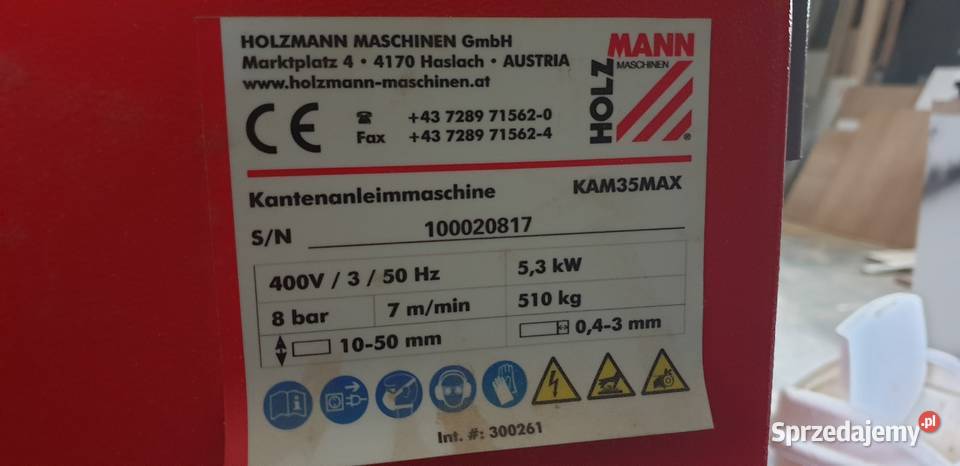 HOLZMANN MASCHINEN GmbH
Marktplatz 4 • 4170 Haslach • AUSTRIA
www.holzmann-maschinen.at
HOLZMANN
MASCHINEN
®
CE
☎ +43 7289 71562-0
Fax +43 7289 71562-4
Kantenanleimmaschine KAM35MAX
S/N 100020817
400V / 3 / 50 Hz 5,3 kW
8 bar 7 m/min 510 kg
10-50 mm 0,4-3 mm
Int. #: 300261
Sprzedajemy.pl